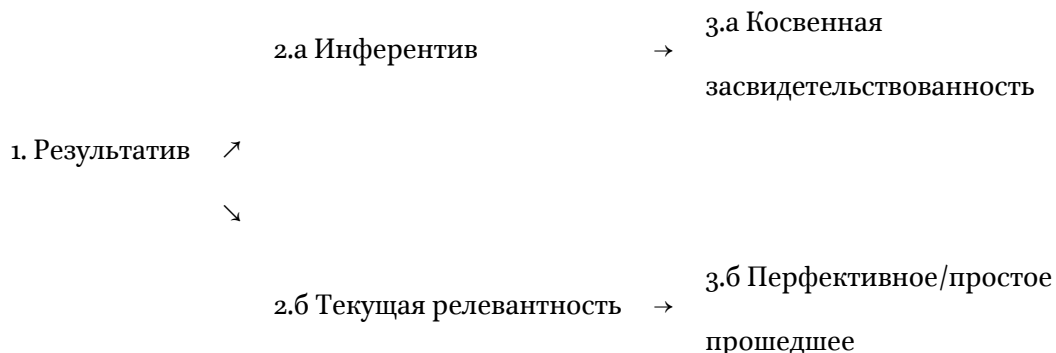 3.а Косвенная
2.а Инферентив → засвидетельствованность
1. Результатив ↗
↘
2.б Текущая релевантность → 3.б Перфективное/простое
прошедшее